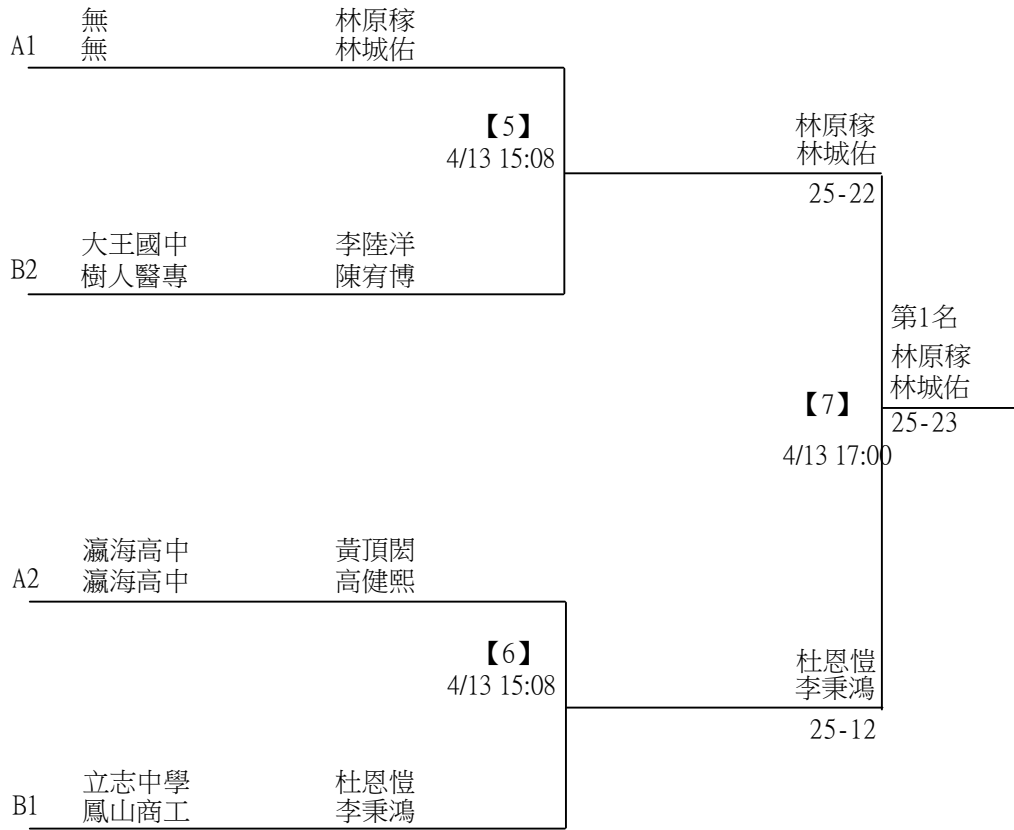 無 林原稼
A1 無 林城佑
【5】
4/13 15:08
林原稼
林城佑
25-22
大王國中 李陸洋
B2 樹人醫專 陳宥博
第1名
林原稼
林城佑
【7】
25-23
4/13 17:00
瀛海高中 黃頂閎
A2 瀛海高中 高健熙
【6】
4/13 15:08
杜恩愷
李秉鴻
25-12
立志中學 杜恩愷
B1 鳳山商工 李秉鴻